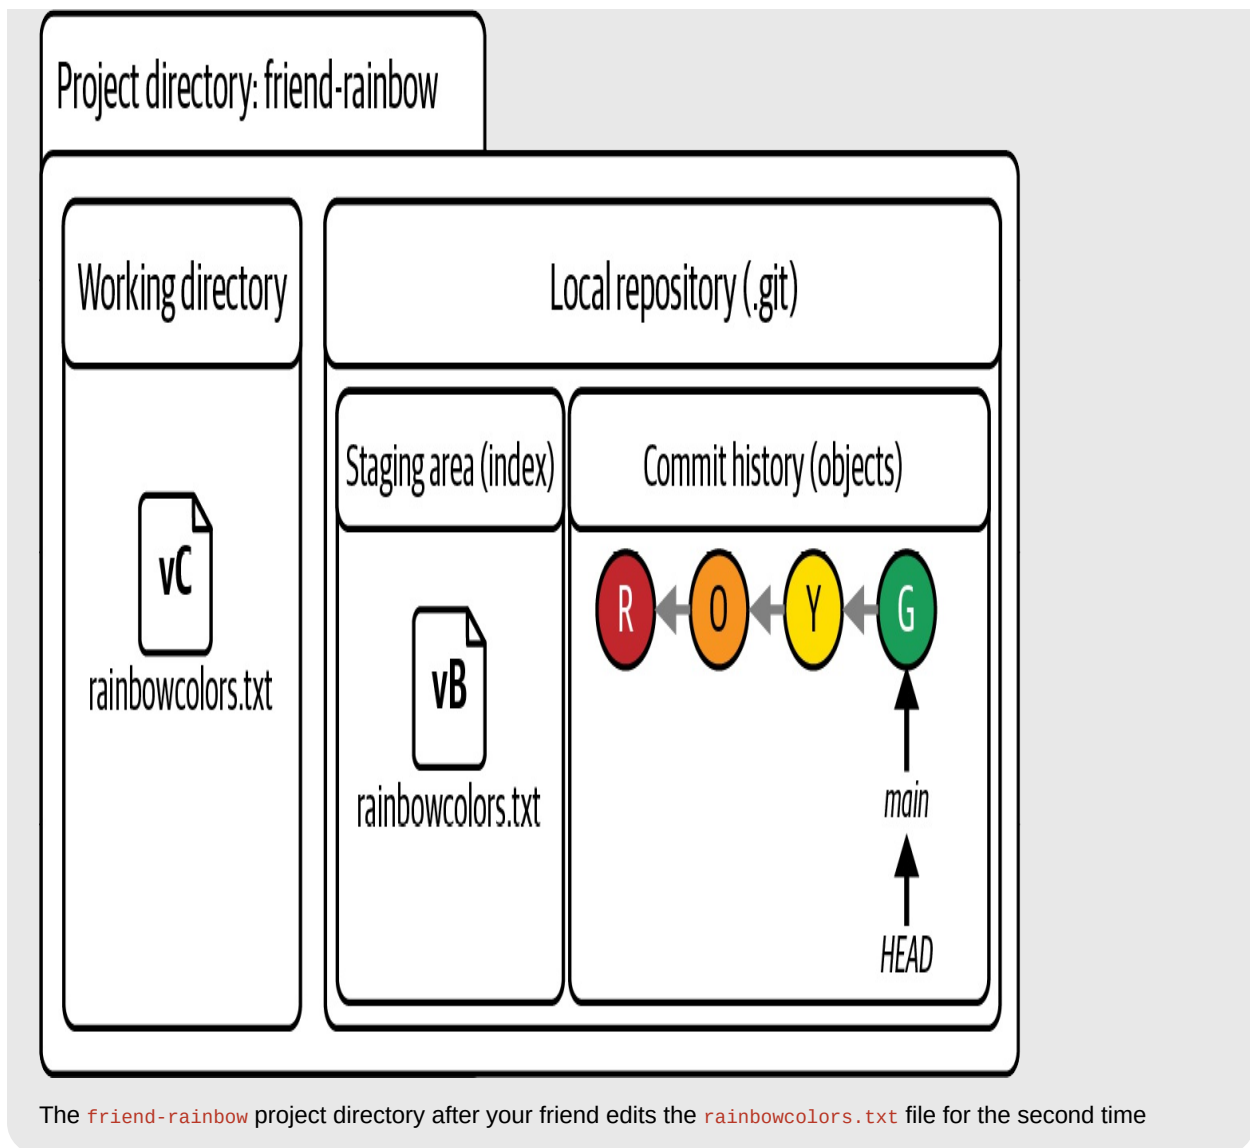 Project directory: friend-rainbow
Working directory
Local repository (.git)
Staging area (index)
Commit history (objects)
vC
rainbowcolors.txt
vB
rainbowcolors.txt
R O Y G
main
HEAD
The friend-rainbow project directory after your friend edits the rainbowcolors.txt file for the second time